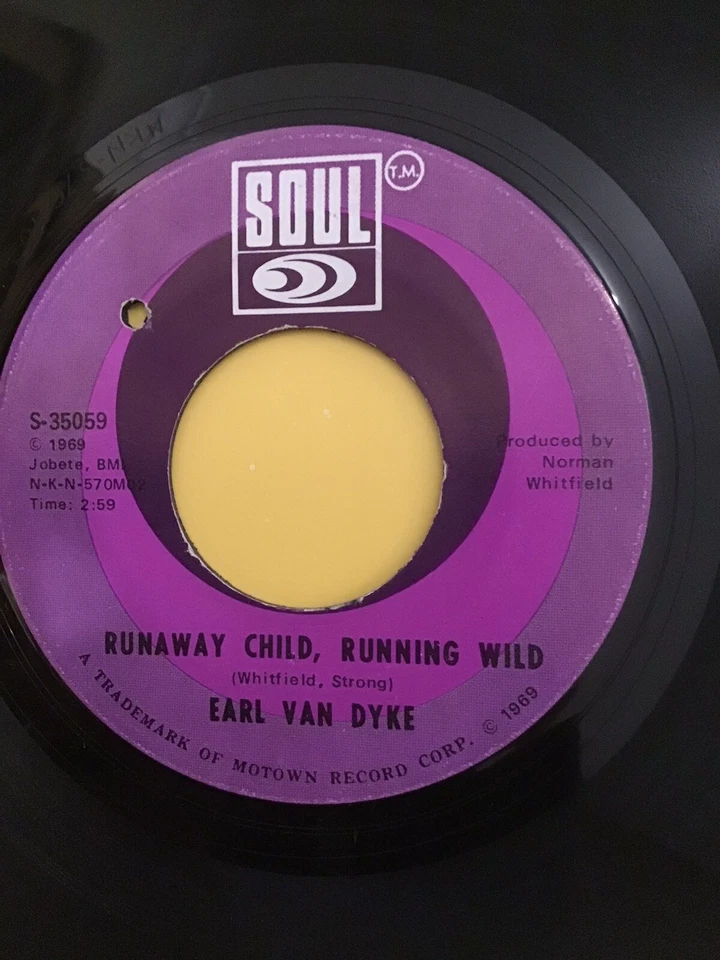 SOUL
T.M.
S-35059
© 1969
Jobete, BMI
N-K-N-570M02
Time: 2:59
Produced by
Norman
Whitfield
RUNAWAY CHILD, RUNNING WILD
(Whitfield, Strong)
EARL VAN DYKE
A TRADEMARK OF MOTOWN RECORD CORP. © 1969